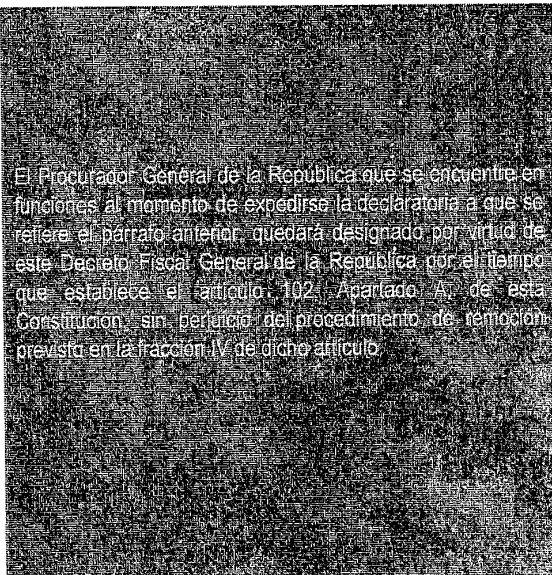 El Procurador General de la República que se encuentre en
funciones al momento de expedirse la declaratoria a que se
refiere el párrafo anterior, quedará designado por virtud de
este Decreto Fiscal General de la República por el tiempo
que establece el artículo 102, Apartado A, de esta
Constitución, sin perjuicio del procedimiento de remoción
previsto en la fracción IV de dicho artículo.